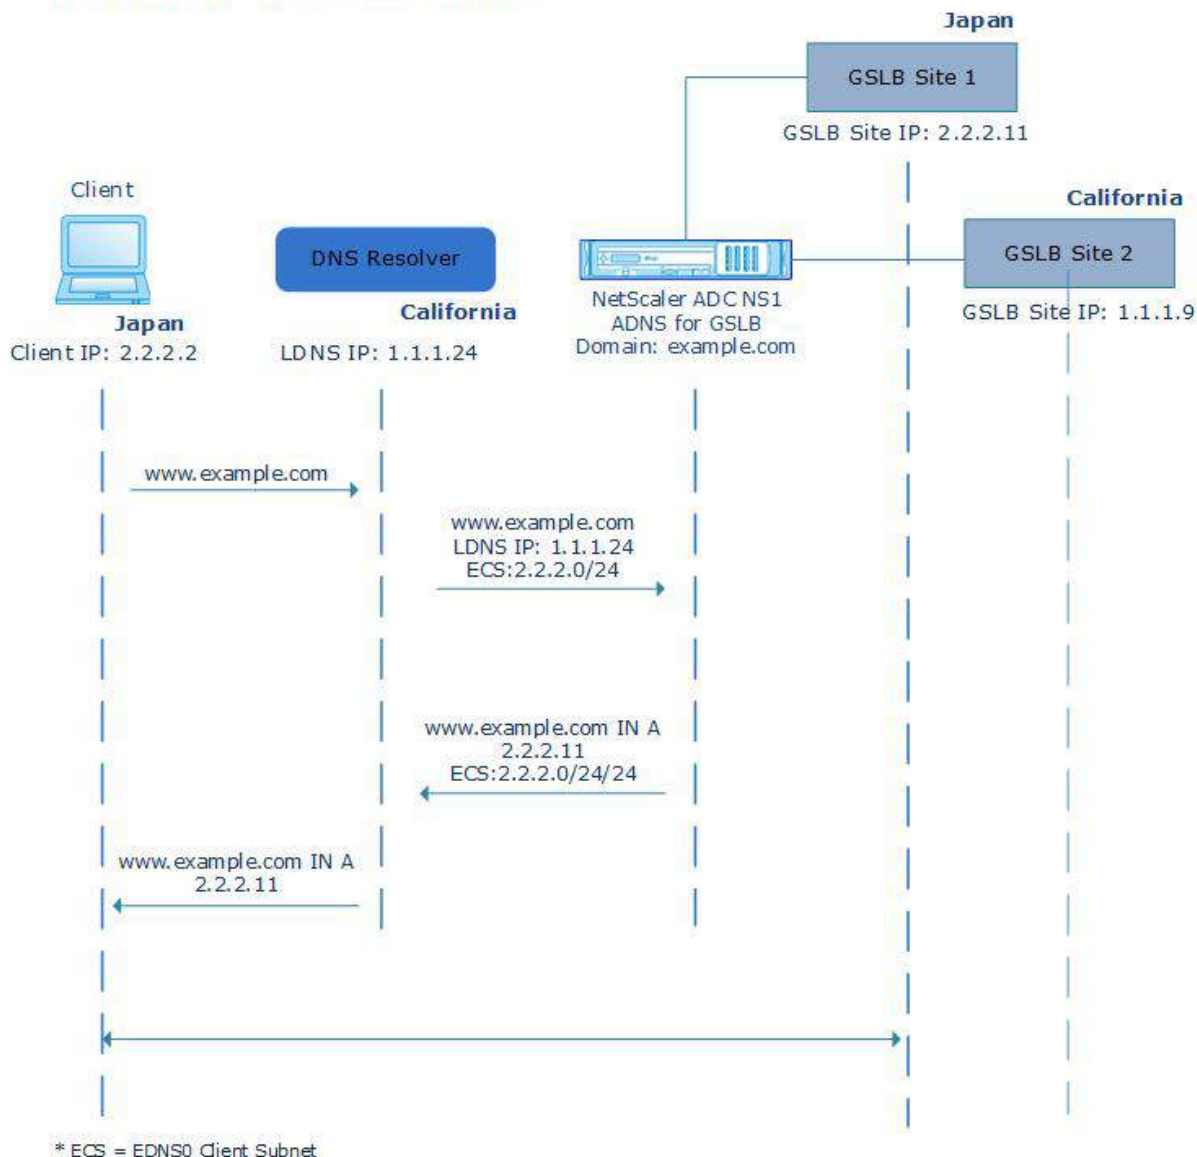 Japan
GSLB Site 1
GSLB Site IP: 2.2.2.11
California
GSLB Site 2
GSLB Site IP: 1.1.1.9
Client
Japan
Client IP: 2.2.2.2
DNS Resolver
California
LDNS IP: 1.1.1.24
NetScaler ADC NS1
ADNS for GSLB
Domain: example.com
www.example.com
www.example.com
LDNS IP: 1.1.1.24
ECS:2.2.2.0/24
www.example.com IN A
2.2.2.11
ECS:2.2.2.0/24/24
www.example.com IN A
2.2.2.11
* ECS = EDNS0 Client Subnet